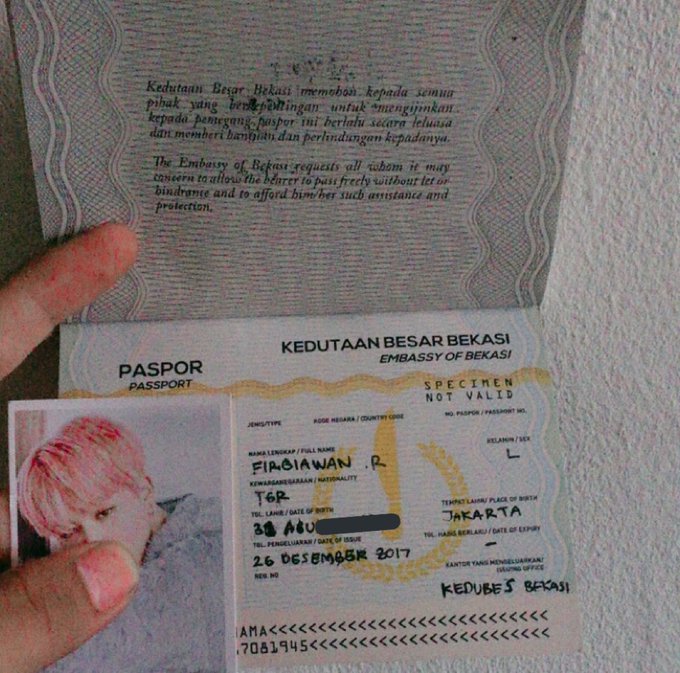 Kedutaan Besar Bekasi memohon kepada semua
pihak yang berkepentingan untuk mengijinkan
kepada pemegang paspor ini berlalu secara leluasa
dan memberi bantuan dan perlindungan kepadanya.
The Embassy of Bekasi requests all whom it may
concern to allow the bearer to pass freely without let or
hindrance and to afford him/her such assistance and
protection.
KEDUTAAN BESAR BEKASI
EMBASSY OF BEKASI
PASPOR
PASSPORT
SPECIMEN
NOT VALID
JENIS/TYPE
KODE NEGARA / COUNTRY CODE
NO. PASPOR / PASSPORT NO.
NAMA LENGKAP / FULL NAME
FIRBIAWAN .R
KELAMIN / SEX
L
KEWARGANEGARAAN / NATIONALITY
TGR
TGL. LAHIR / DATE OF BIRTH
31 AGU
TEMPAT LAHIR/ PLACE OF BIRTH
JAKARTA
TGL. PENGELUARAN / DATE OF ISSUE
26 DESEMBER 2017
TGL. HABIS BERLAKU / DATE OF EXPIRY
-
REG. NO
KANTOR YANG MENGELUARKAN/
ISSUING OFFICE
KEDUBES BEKASI
AMA<<<<<<<<<<<<<<<<<<<<<<<<<<<
7081945<<<<<<<<<<<<<<<<<<<<<<<